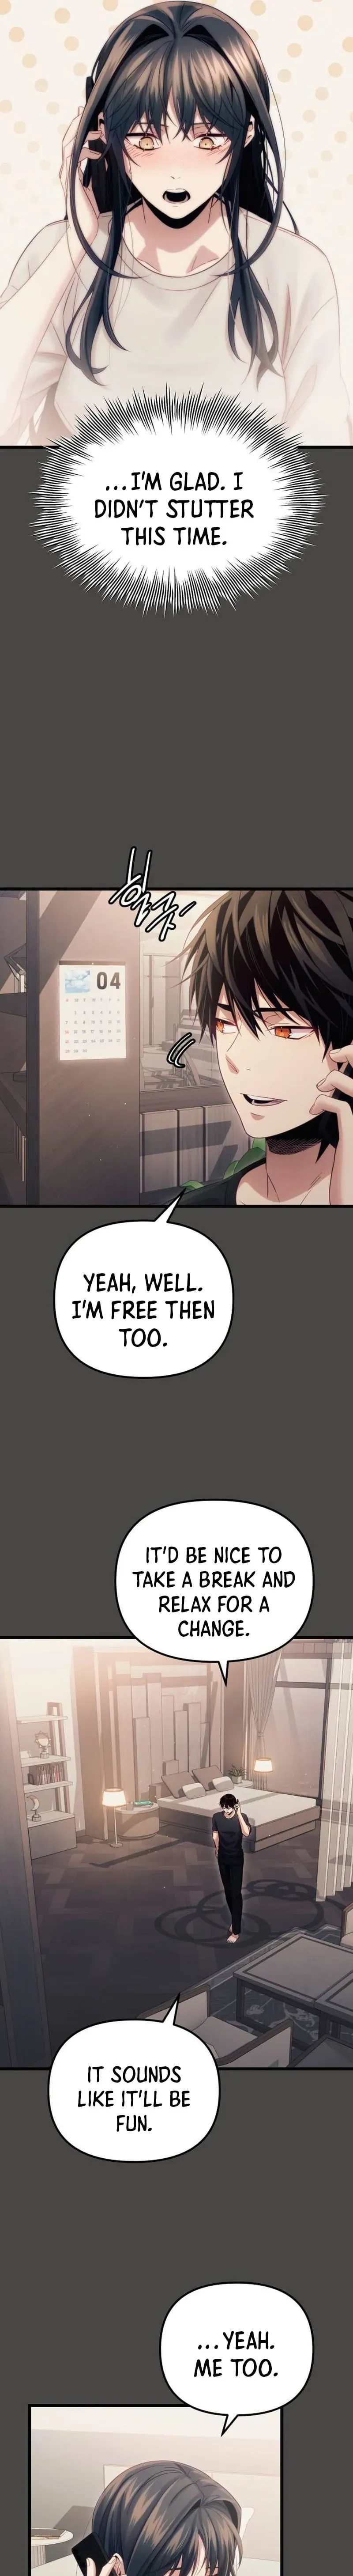 ...I'M GLAD. I
DIDN'T STUTTER
THIS TIME.
04
YEAH, WELL.
I'M FREE THEN
TOO.
IT'D BE NICE TO
TAKE A BREAK AND
RELAX FOR A
CHANGE.
IT SOUNDS
LIKE IT'LL BE
FUN.
...YEAH.
ME TOO.